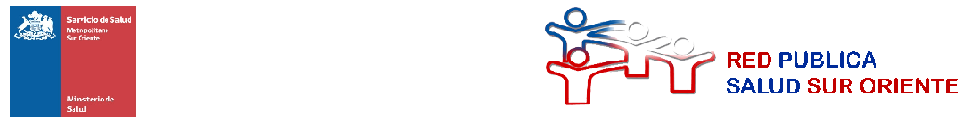 Servicio de Salud
Metropolitano
Sur Oriente
Ministerio de
Salud
RED PUBLICA
SALUD SUR ORIENTE